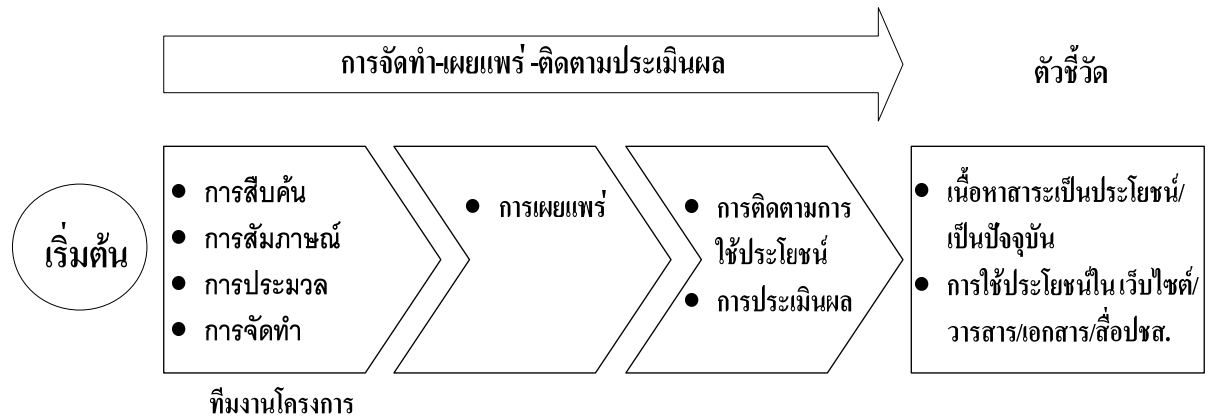 การจัดทำ-เผยแพร่ -ติดตามประเมินผล
ตัวชี้วัด
เริ่มต้น
● การสืบค้น
● การสัมภาษณ์
● การประมวล
● การจัดทำ
ทีมงานโครงการ
● การเผยแพร่
● การติดตามการ
ใช้ประโยชน์
● การประเมินผล
● เนื้อหาสาระเป็นประโยชน์/
เป็นปัจจุบัน
● การใช้ประโยชน์ใน เว็บไซต์/
วารสาร/เอกสาร/สื่อปชส.